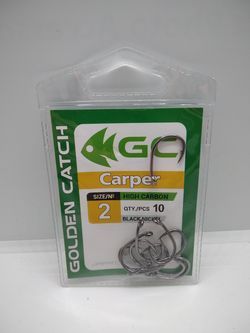 GOLDEN CATCH
GC
Carper
SIZE/№
2
HIGH CARBON
QTY./PCS 10
BLACK NICKEL